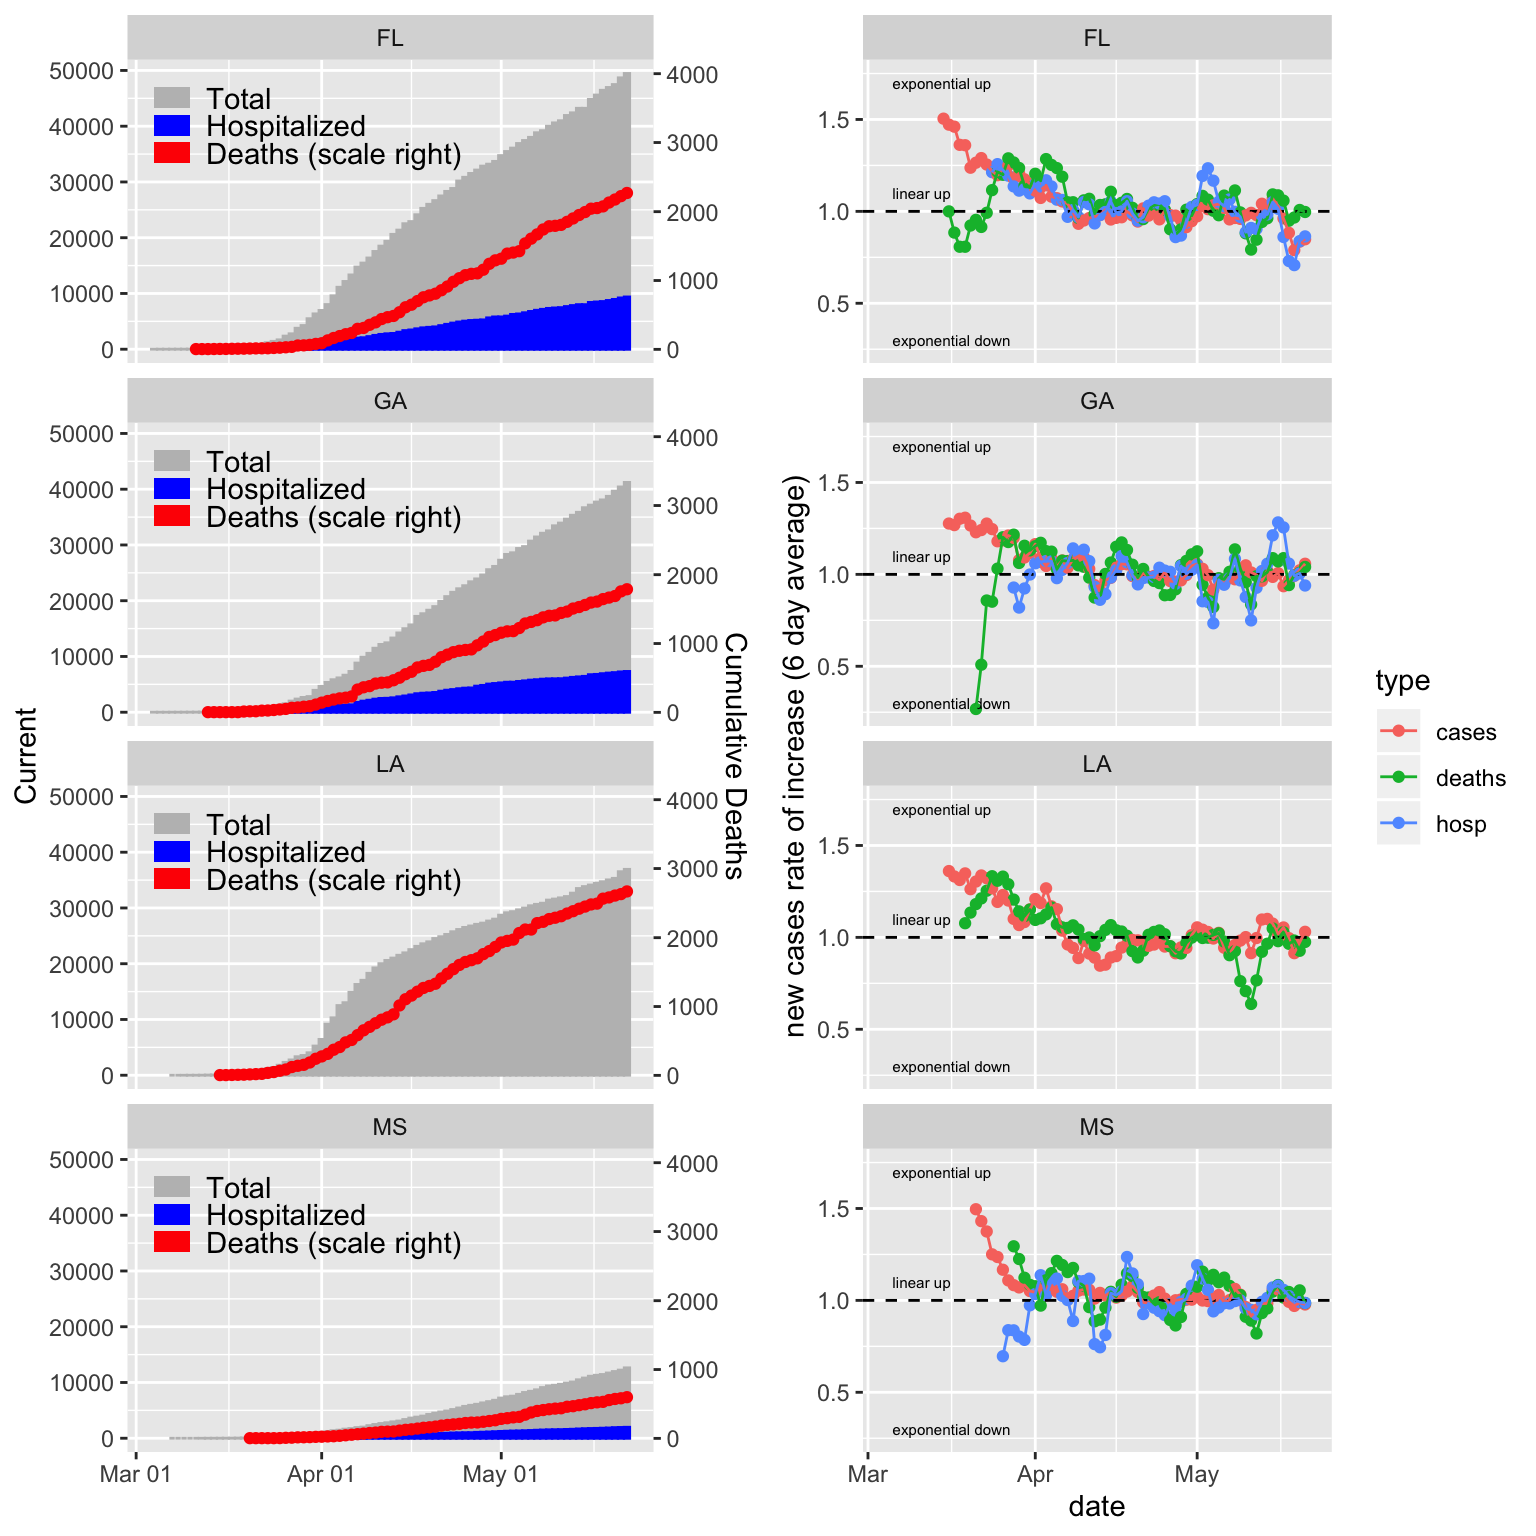 FL
50000
40000
30000
20000
10000
0
Total
Hospitalized
Deaths (scale right)
4000
3000
2000
1000
0
GA
50000
40000
30000
20000
10000
0
Total
Hospitalized
Deaths (scale right)
4000
3000
2000
1000
0
LA
50000
40000
30000
20000
10000
0
Total
Hospitalized
Deaths (scale right)
4000
3000
2000
1000
0
MS
50000
40000
30000
20000
10000
0
Total
Hospitalized
Deaths (scale right)
4000
3000
2000
1000
0
Mar 01
Apr 01
May 01
Current
Cumulative Deaths
FL
1.5
1.0
0.5
exponential up
linear up
exponential down
GA
1.5
1.0
0.5
exponential up
linear up
exponential down
LA
1.5
1.0
0.5
exponential up
linear up
exponential down
MS
1.5
1.0
0.5
exponential up
linear up
exponential down
Mar
Apr
May
date
new cases rate of increase (6 day average)
type
cases
deaths
hosp